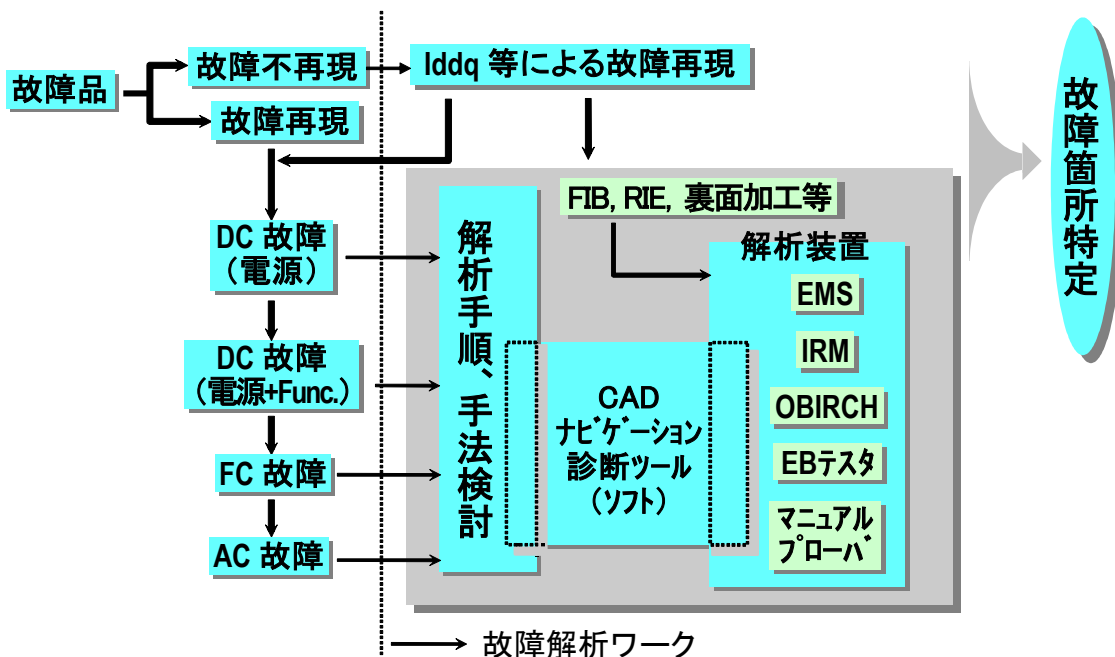 故障品
故障不再現
Iddq 等による故障再現
故障再現
DC 故障
(電源)
DC 故障
(電源+Func.)
FC 故障
AC 故障
解析手順、手法検討
FIB, RIE, 裏面加工等
解析装置
EMS
IRM
OBIRCH
EBテスタ
マニュアル
プローバ
CAD
ナビゲーション
診断ツール
(ソフト)
故障箇所特定
故障解析ワーク